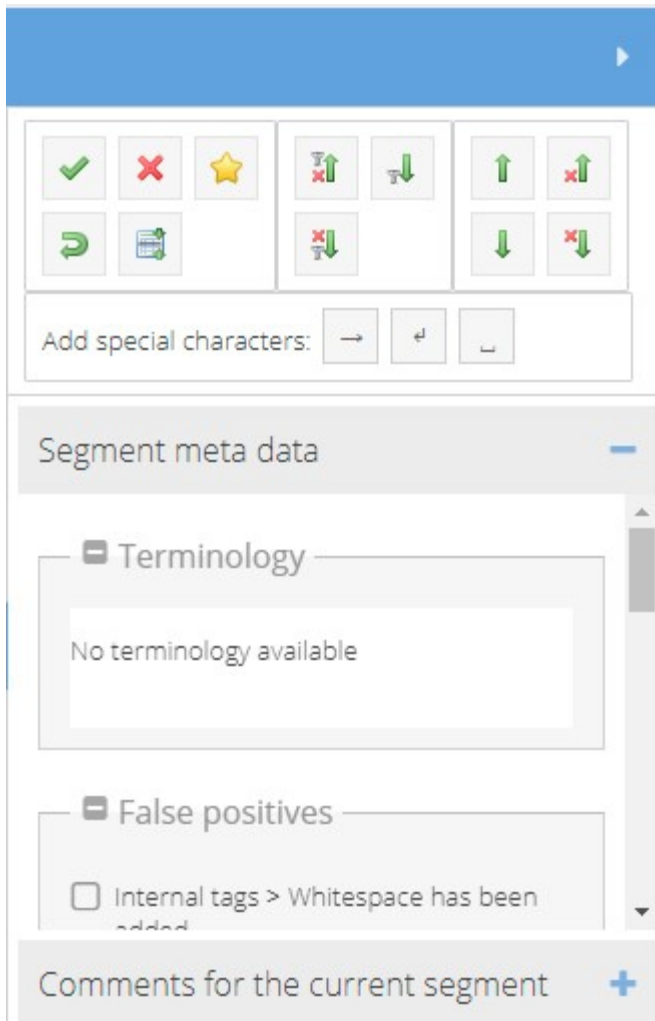 Add special characters:
Segment meta data
Terminology
No terminology available
False positives
Internal tags > Whitespace has been
added
Comments for the current segment